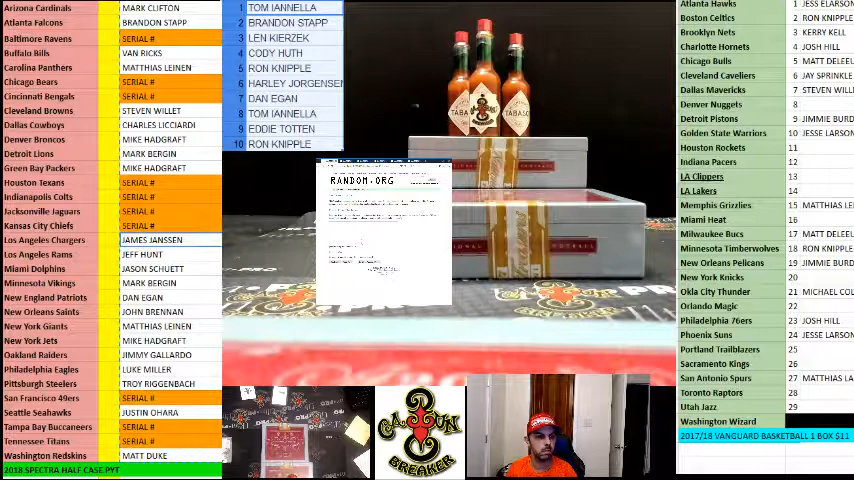 Arizona Cardinals MARK CLIFTON
Atlanta Falcons BRANDON STAPP
Baltimore Ravens SERIAL #
Buffalo Bills VAN RICKS
Carolina Panthers MATTHIAS LEINEN
Chicago Bears SERIAL #
Cincinnati Bengals SERIAL #
Cleveland Browns STEVEN WILLET
Dallas Cowboys CHARLES LICCIARDI
Denver Broncos MIKE HADGRAFT
Detroit Lions MARK BERGIN
Green Bay Packers MIKE HADGRAFT
Houston Texans SERIAL #
Indianapolis Colts SERIAL #
Jacksonville Jaguars SERIAL #
Kansas City Chiefs SERIAL #
Los Angeles Chargers JAMES JANSSEN
Los Angeles Rams JEFF HUNT
Miami Dolphins JASON SCHUETT
Minnesota Vikings MARK BERGIN
New England Patriots DAN EGAN
New Orleans Saints JOHN BRENNAN
New York Giants MATTHIAS LEINEN
New York Jets MIKE HADGRAFT
Oakland Raiders JIMMY GALLARDO
Philadelphia Eagles LUKE MILLER
Pittsburgh Steelers TROY RIGGENBACH
San Francisco 49ers SERIAL #
Seattle Seahawks JUSTIN OHARA
Tampa Bay Buccaneers SERIAL #
Tennessee Titans SERIAL #
Washington Redskins MATT DUKE
2018 SPECTRA HALF CASE PYT
1 TOM IANNELLA
2 BRANDON STAPP
3 LEN KIERZEK
4 CODY HUTH
5 RON KNIPPLE
6 HARLEY JORGENSEN
7 DAN EGAN
8 TOM IANNELLA
9 EDDIE TOTTEN
10 RON KNIPPLE
RANDOM.ORG
TABASCO
CAJUN
BREAKER
Atlanta Hawks 1 JESS ELARSON
Boston Celtics 2 RON KNIPPLE
Brooklyn Nets 3 KERRY KELL
Charlotte Hornets 4 JOSH HILL
Chicago Bulls 5 MATT DELEU
Cleveland Cavaliers 6 JAY SPRINKLE
Dallas Mavericks 7 STEVEN WILL
Denver Nuggets 8
Detroit Pistons 9 JIMMIE BURD
Golden State Warriors 10 JESSE LARSON
Houston Rockets 11
Indiana Pacers 12
LA Clippers 13
LA Lakers 14
Memphis Grizzlies 15 MATTHIAS L
Miami Heat 16
Milwaukee Bucs 17 MATT DELEU
Minnesota Timberwolves 18 RON KNIPPLE
New Orleans Pelicans 19 JIMMIE BURD
New York Knicks 20
Okla City Thunder 21 MICHAEL COL
Orlando Magic 22
Philadelphia 76ers 23 JOSH HILL
Phoenix Suns 24 JESSE LARSON
Portland Trailblazers 25
Sacramento Kings 26
San Antonio Spurs 27 MATTHIAS LA
Toronto Raptors 28
Utah Jazz 29
Washington Wizard
2017/18 VANGUARD BASKETBALL 1 BOX $11